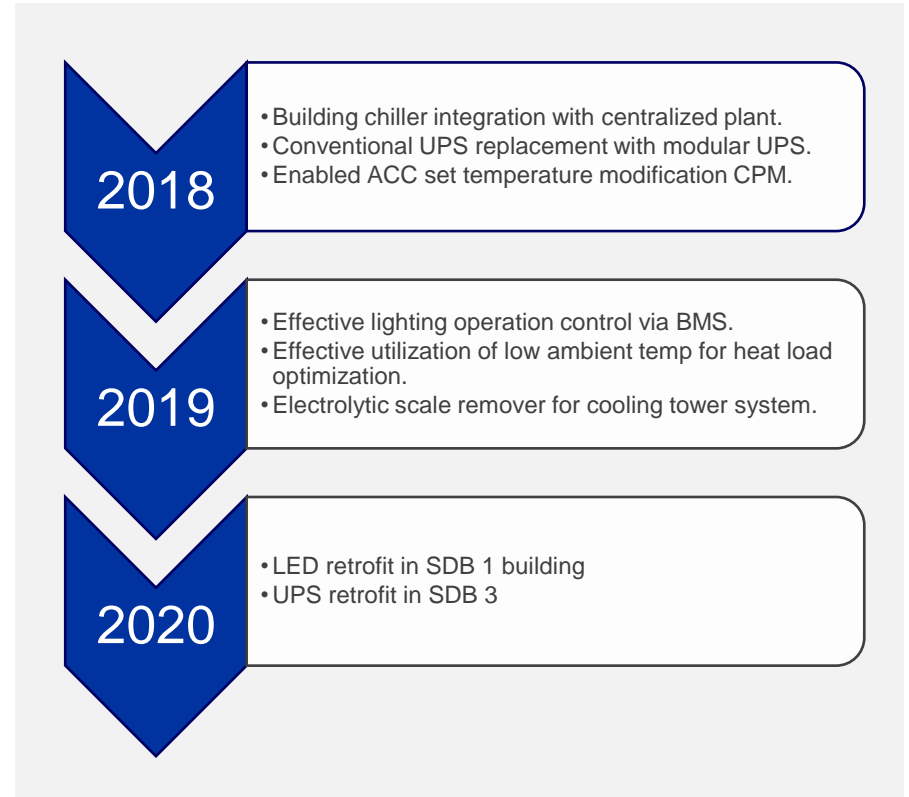 2018
• Building chiller integration with centralized plant.
• Conventional UPS replacement with modular UPS.
• Enabled ACC set temperature modification CPM.
2019
• Effective lighting operation control via BMS.
• Effective utilization of low ambient temp for heat load
optimization.
• Electrolytic scale remover for cooling tower system.
2020
• LED retrofit in SDB 1 building
• UPS retrofit in SDB 3